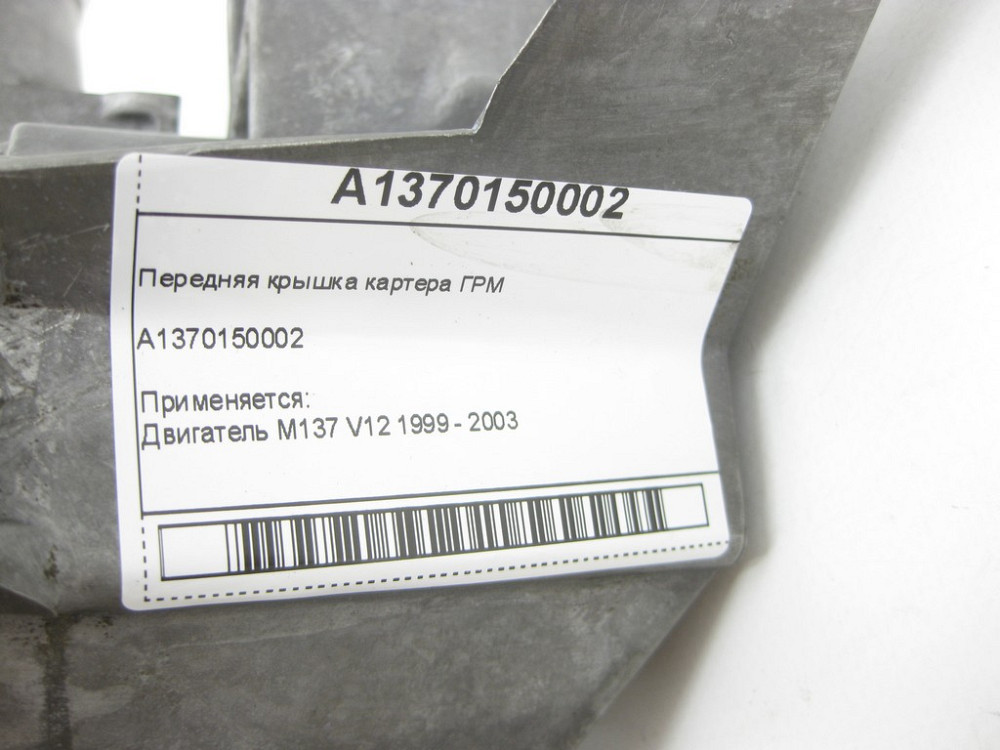 A1370150002
Передняя крышка картера ГРМ
A1370150002
Применяется:
Двигатель M137 V12 1999 - 2003